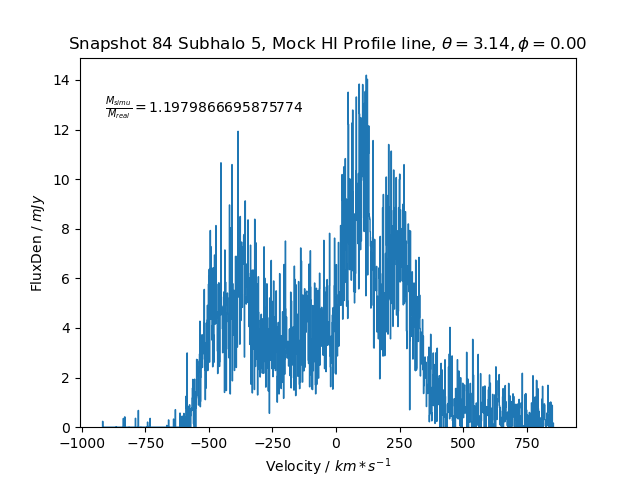 Snapshot 84 Subhalo 5, Mock HI Profile line, θ = 3.14, ϕ = 0.00
M_simu/M_real = 1.1979866695875774
FluxDen / mJy
14
12
10
8
6
4
2
0
−1000 −750 −500 −250 0 250 500 750
Velocity / km * s⁻¹